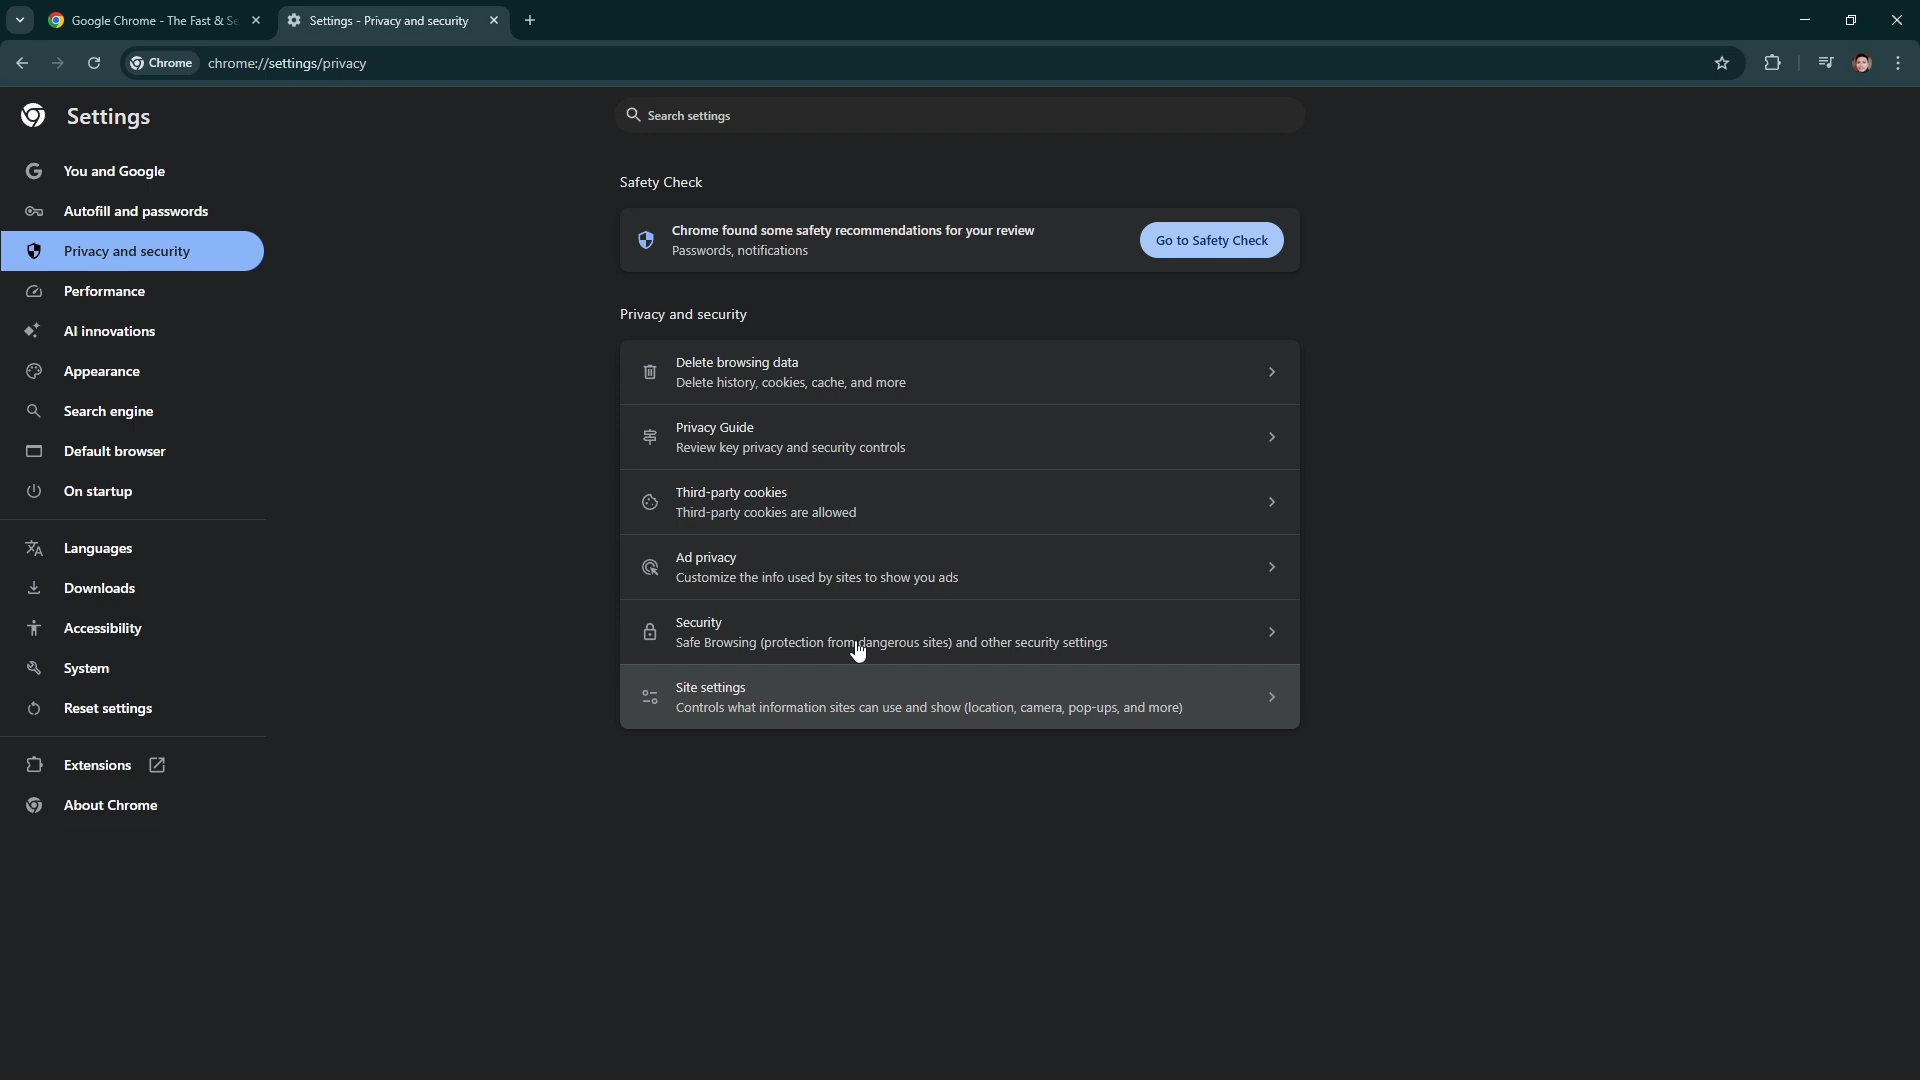 Google Chrome - The Fast & Se
Settings - Privacy and security
Chrome
chrome://settings/privacy
Settings
Search settings
You and Google
Autofill and passwords
Privacy and security
Performance
AI innovations
Appearance
Search engine
Default browser
On startup
Languages
Downloads
Accessibility
System
Reset settings
Extensions
About Chrome
Safety Check
Chrome found some safety recommendations for your review
Passwords, notifications
Go to Safety Check
Privacy and security
Delete browsing data
Delete history, cookies, cache, and more
Privacy Guide
Review key privacy and security controls
Third-party cookies
Third-party cookies are allowed
Ad privacy
Customize the info used by sites to show you ads
Security
Safe Browsing (protection from dangerous sites) and other security settings
Site settings
Controls what information sites can use and show (location, camera, pop-ups, and more)